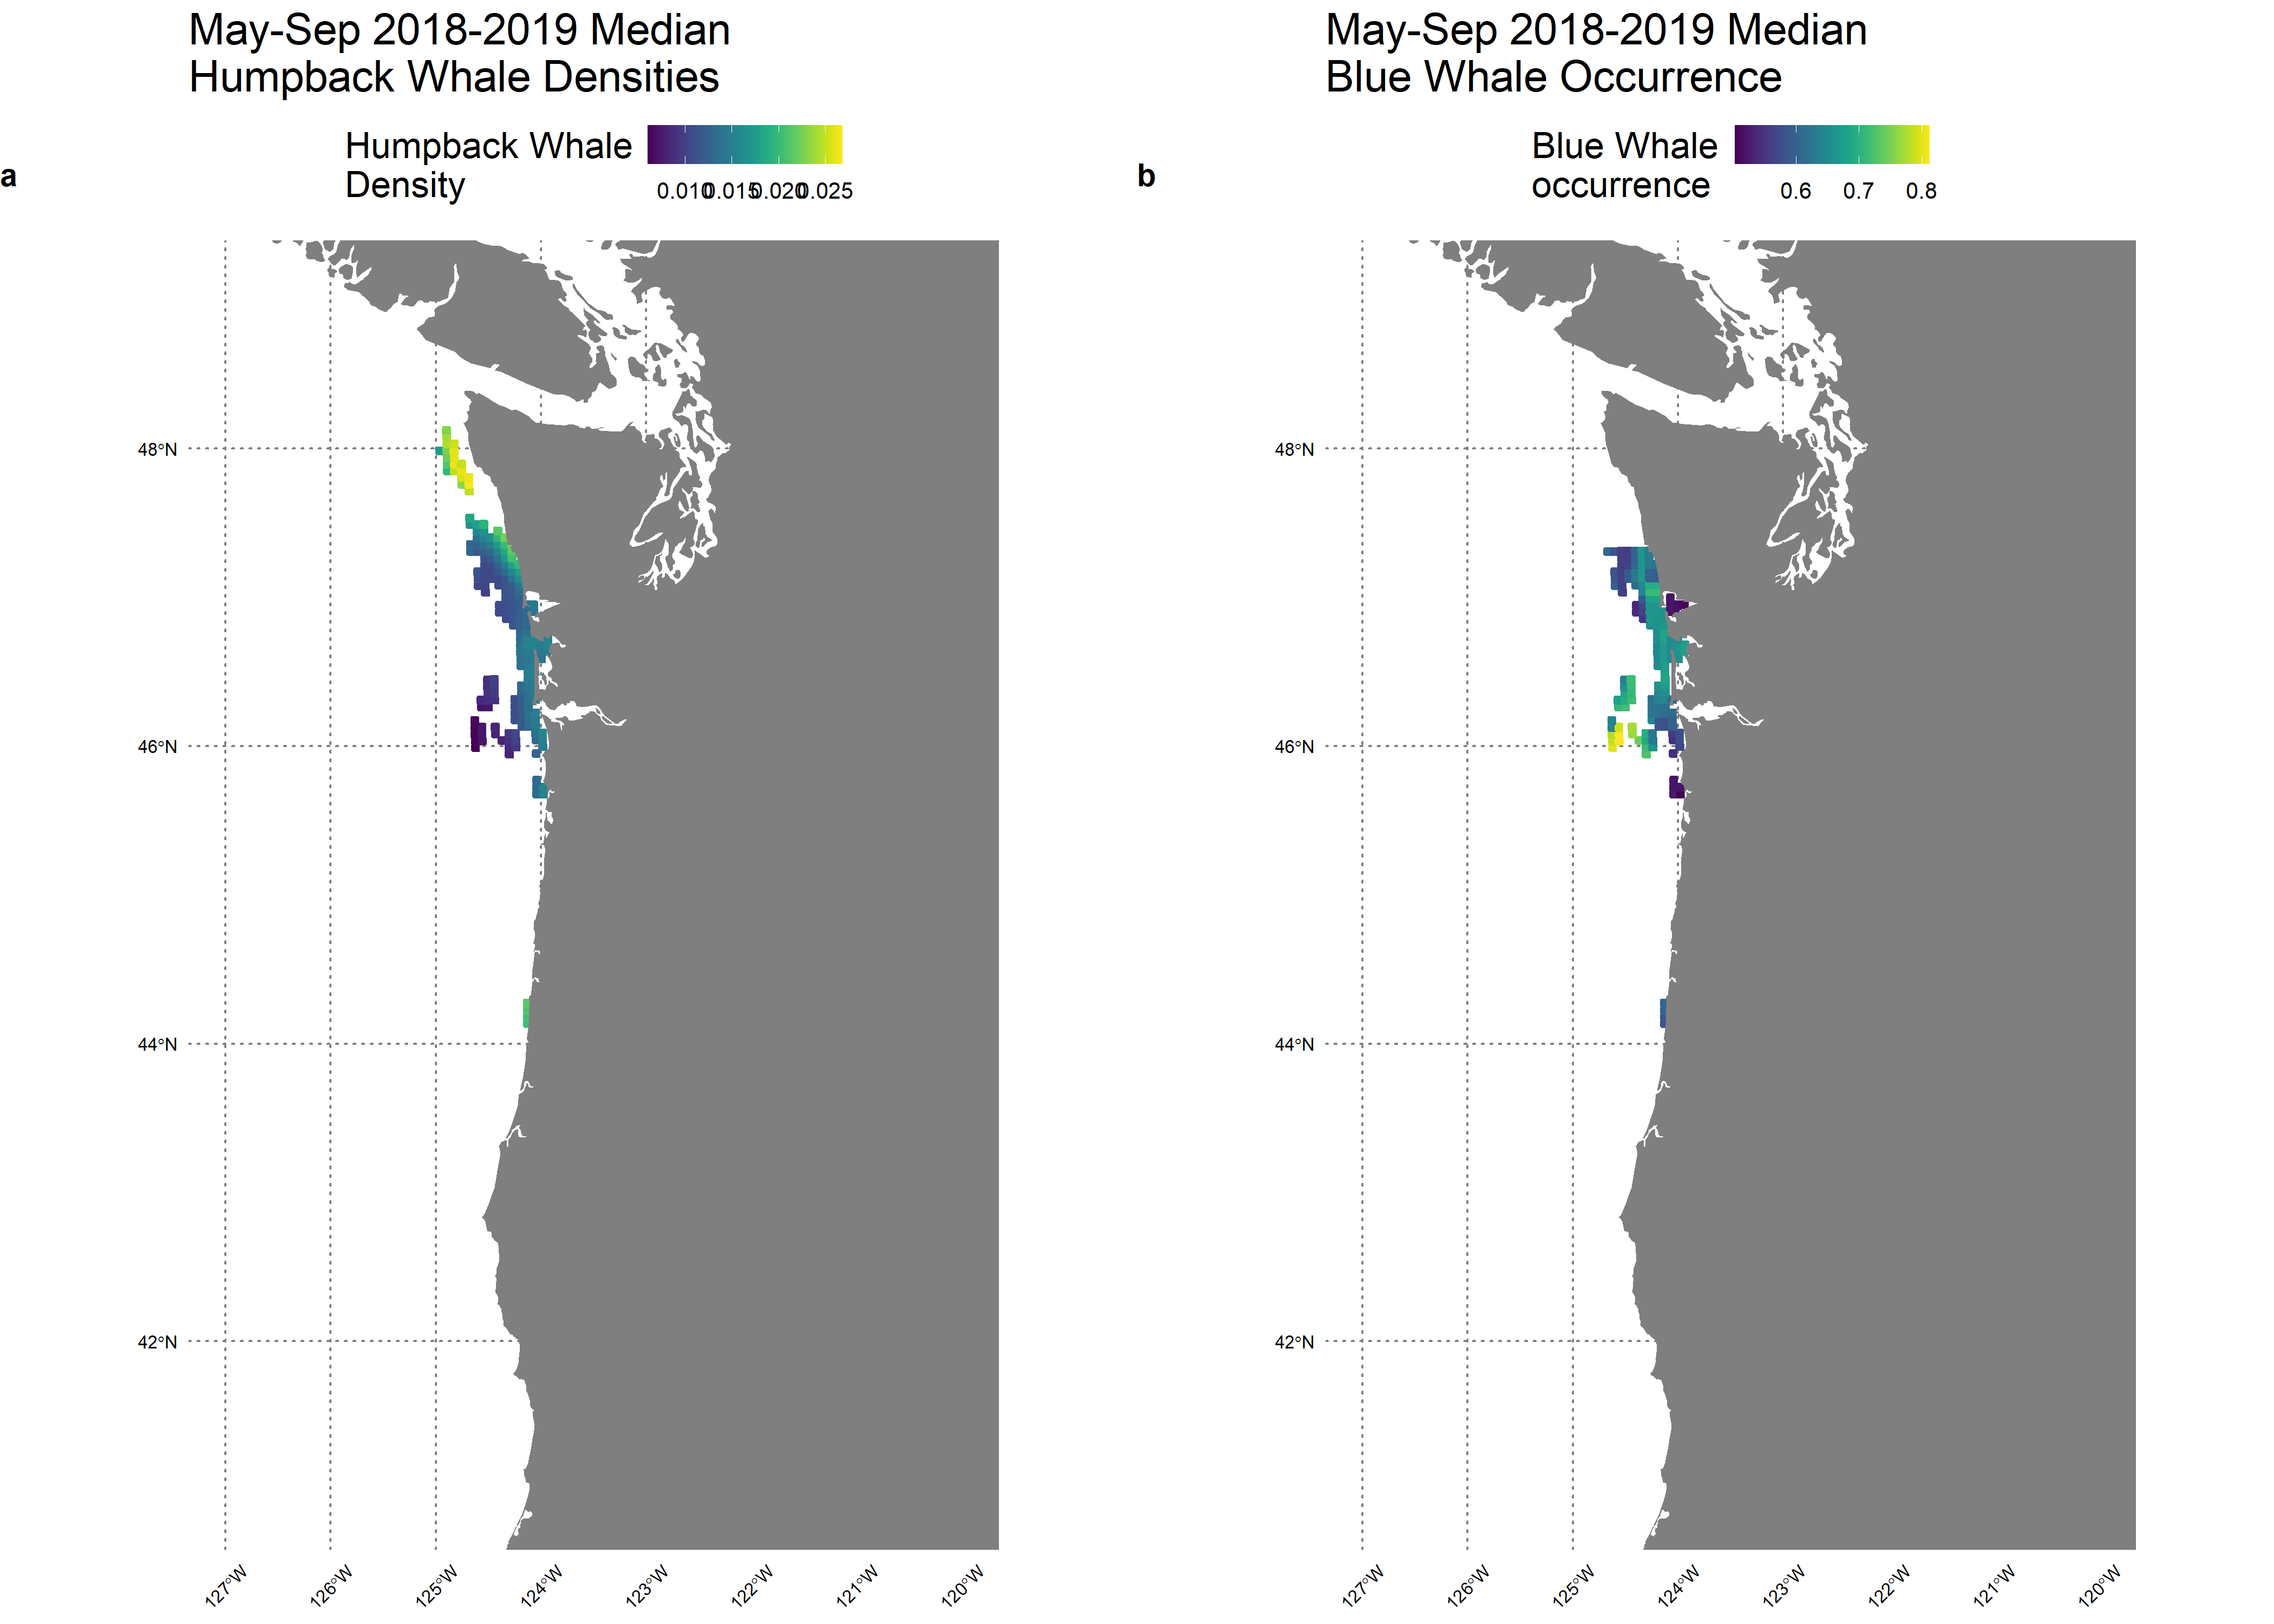 May-Sep 2018-2019 Median
Humpback Whale Densities
Humpback Whale
Density
0.010 0.015 0.020 0.025
a
48°N
46°N
44°N
42°N
127°W 126°W 125°W 124°W 123°W 122°W 121°W 120°W
May-Sep 2018-2019 Median
Blue Whale Occurrence
Blue Whale
occurrence
0.6 0.7 0.8
b
48°N
46°N
44°N
42°N
127°W 126°W 125°W 124°W 123°W 122°W 121°W 120°W